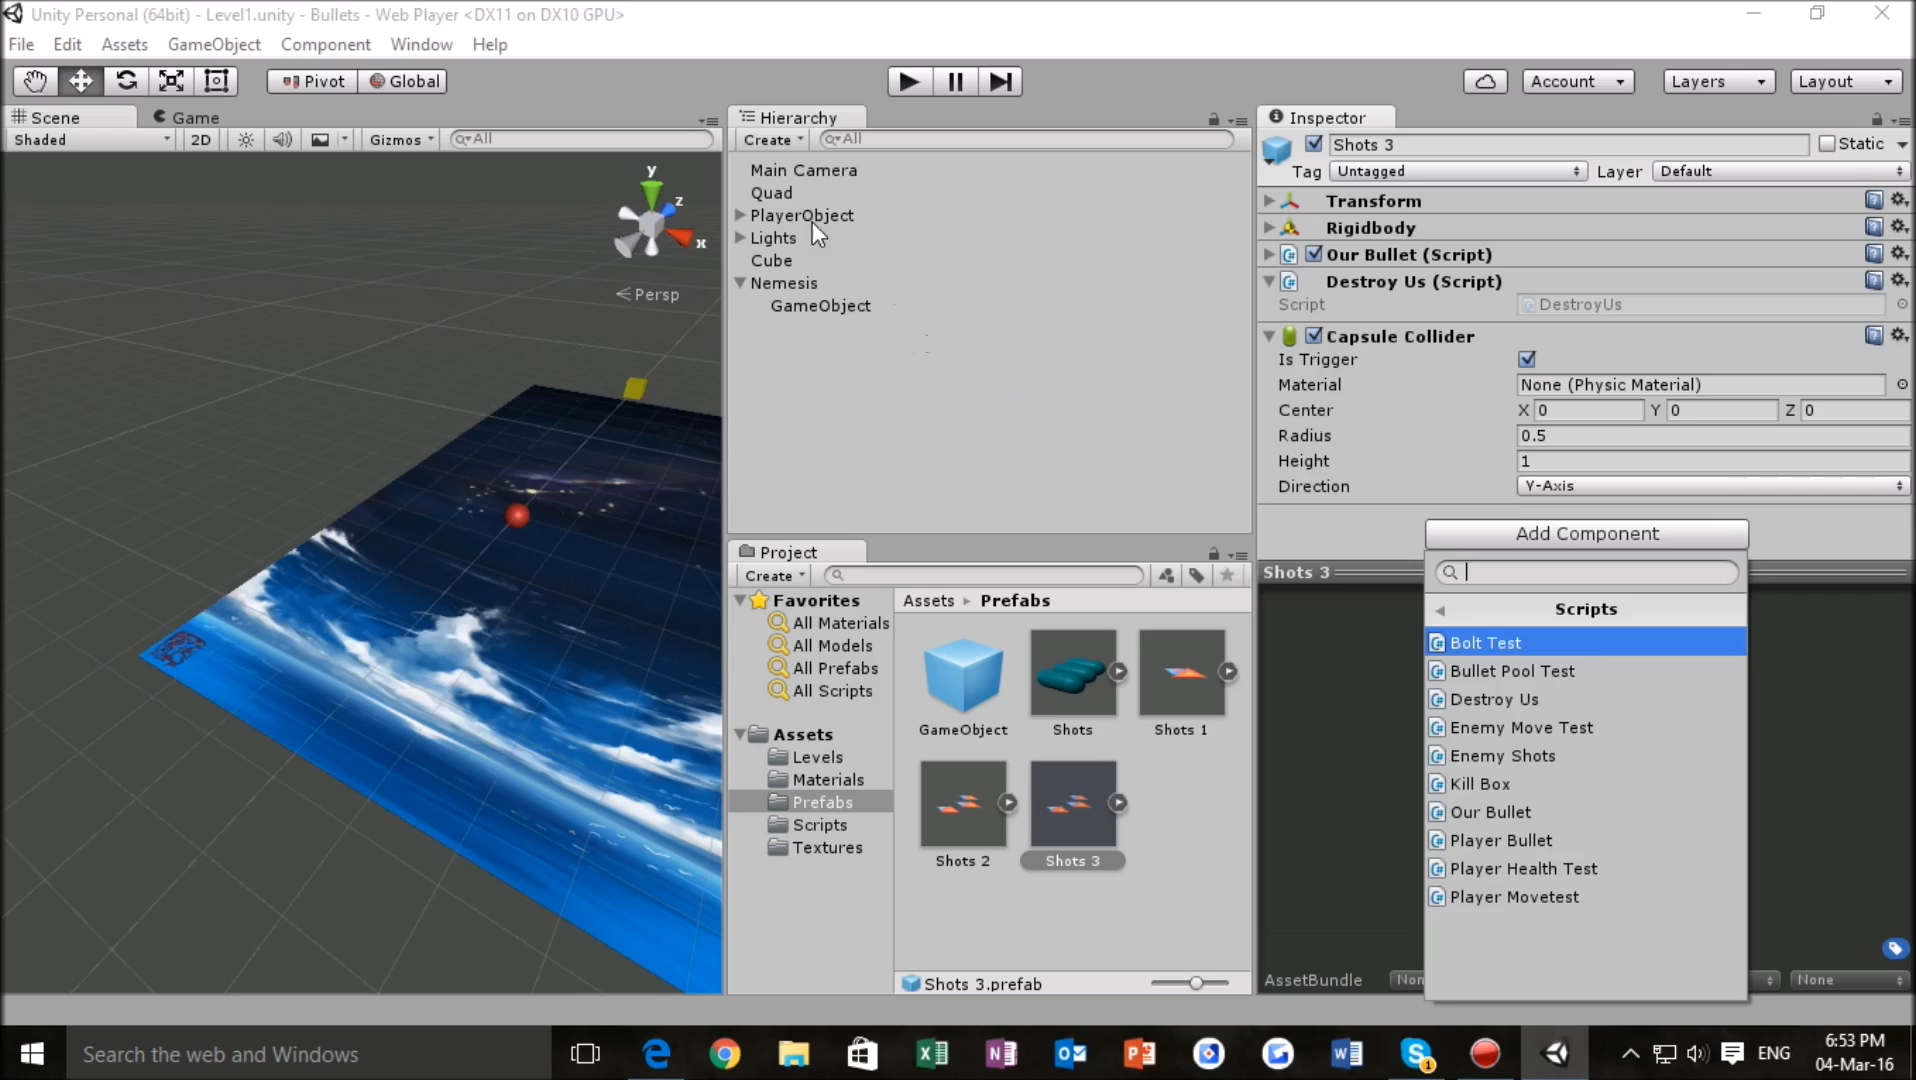 Unity Personal (64bit) - Level1.unity - Bullets - Web Player <DX11 on DX10 GPU>
File Edit Assets GameObject Component Window Help
Pivot Global Account Layers Layout
Scene Game
Shaded 2D Gizmos All
y
z
x
Persp
Hierarchy
Create All
Main Camera
Quad
PlayerObject
Lights
Cube
Nemesis
GameObject
Project
Create
Favorites
All Materials
All Models
All Prefabs
All Scripts
Assets
Levels
Materials
Prefabs
Scripts
Textures
Assets Prefabs
GameObject Shots Shots 1
Shots 2 Shots 3
Shots 3.prefab
Inspector
Shots 3 Static
Tag Untagged Layer Default
Transform
Rigidbody
Our Bullet (Script)
Destroy Us (Script)
Script DestroyUs
Capsule Collider
Is Trigger
Material None (Physic Material)
Center X 0 Y 0 Z 0
Radius 0.5
Height 1
Direction Y-Axis
Add Component
Shots 3
Scripts
Bolt Test
Bullet Pool Test
Destroy Us
Enemy Move Test
Enemy Shots
Kill Box
Our Bullet
Player Bullet
Player Health Test
Player Movetest
AssetBundle Non None
Search the web and Windows
1
ENG
6:53 PM
04-Mar-16